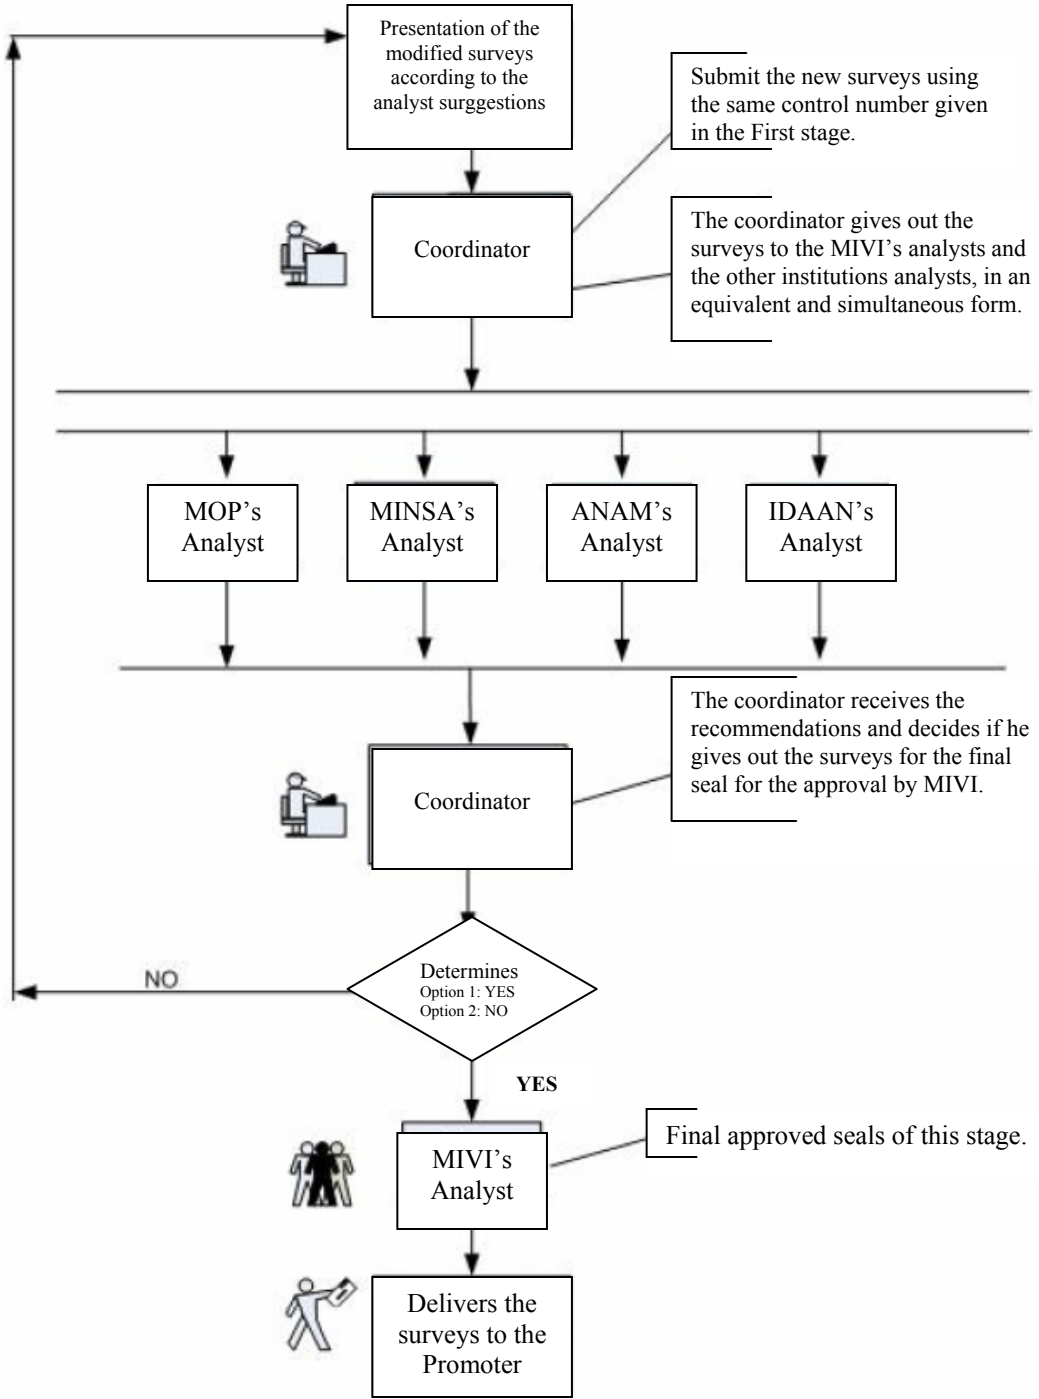 Presentation of the
modified surveys
according to the
analyst surggestions
Submit the new surveys using
the same control number given
in the First stage.
Coordinator
The coordinator gives out the
surveys to the MIVI’s analysts and
the other institutions analysts, in an
equivalent and simultaneous form.
MOP’s
Analyst
MINSA’s
Analyst
ANAM’s
Analyst
IDAAN’s
Analyst
The coordinator receives the
recommendations and decides if he
gives out the surveys for the final
seal for the approval by MIVI.
Coordinator
Determines
Option 1: YES
Option 2: NO
NO
YES
Final approved seals of this stage.
MIVI’s
Analyst
Delivers the
surveys to the
Promoter